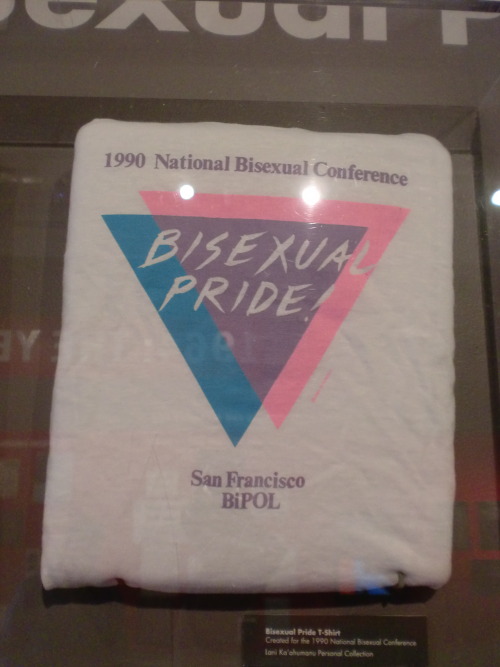 1990 National Bisexual Conference
BISEXUAL
PRIDE!
San Francisco
BiPOL
Bisexual Pride T-Shirt
Created for the 1990 National Bisexual Conference
Lani Ka'ahumanu Personal Collection